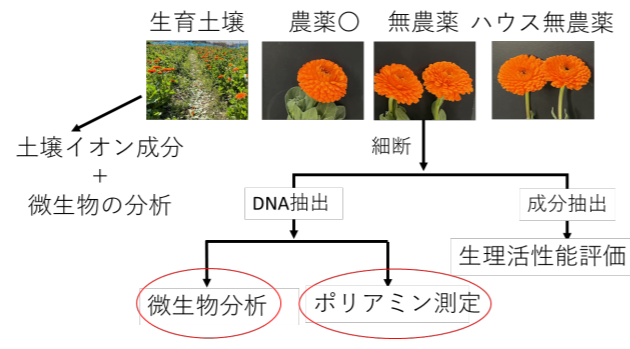 生育土壌
農薬〇
無農薬
ハウス無農薬
土壌イオン成分
+
微生物の分析
細断
DNA抽出
成分抽出
生理活性能評価
微生物分析
ポリアミン測定